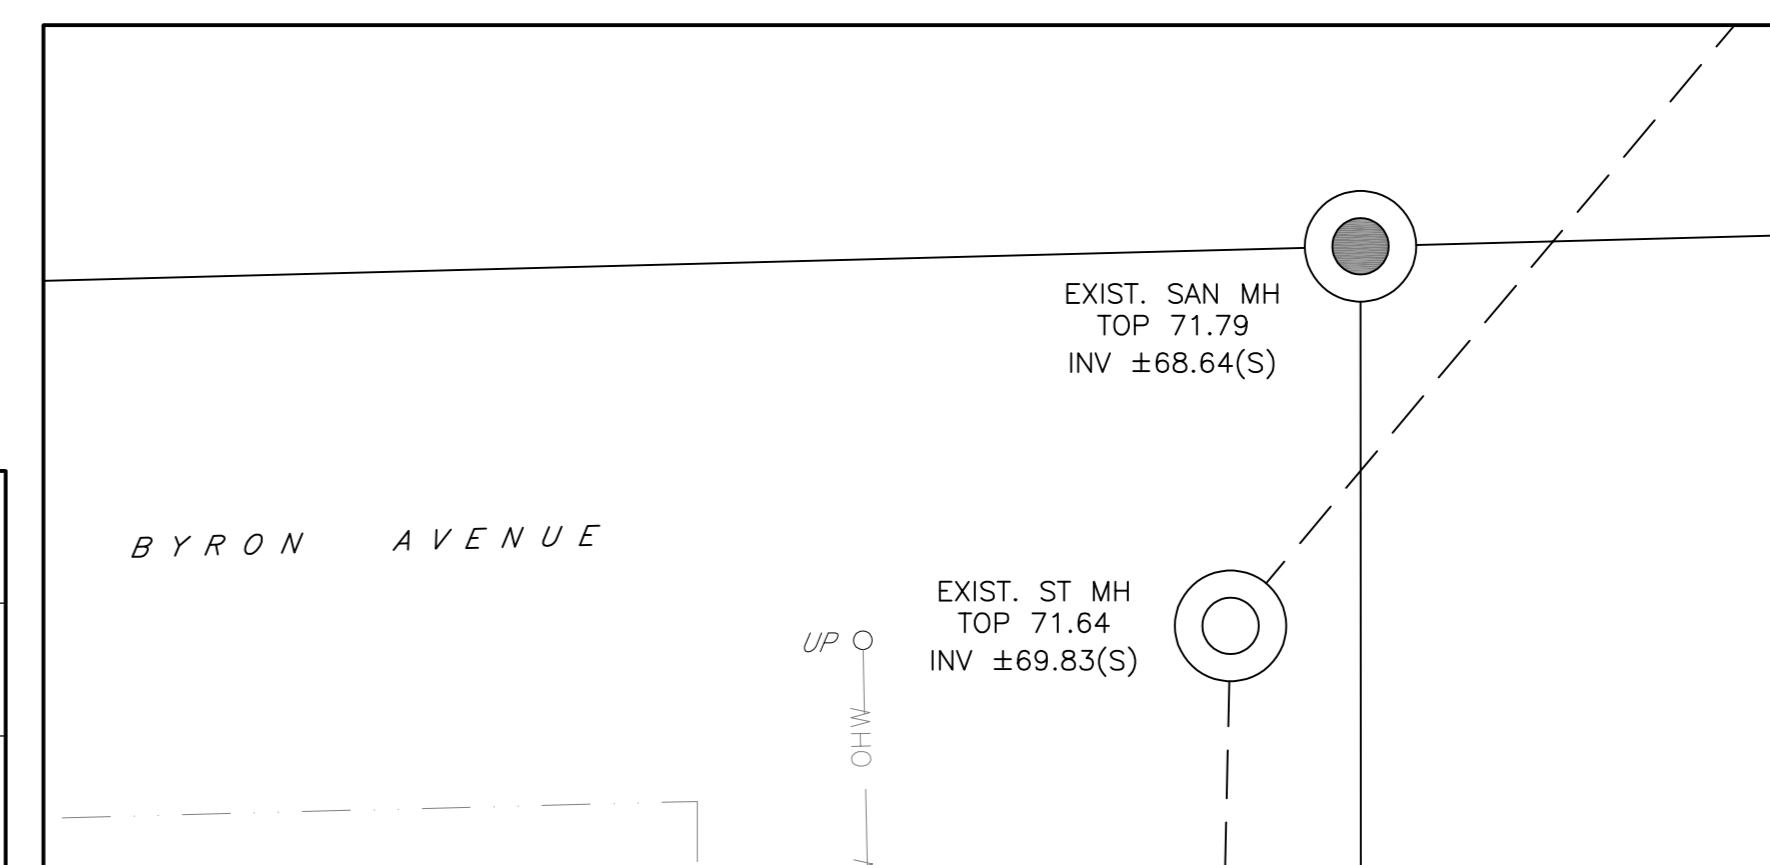 EXIST. SAN MH
TOP 71.79
INV ±68.64(S)
BYRON AVENUE
EXIST. ST MH
TOP 71.64
INV ±69.83(S)
UP
OHW